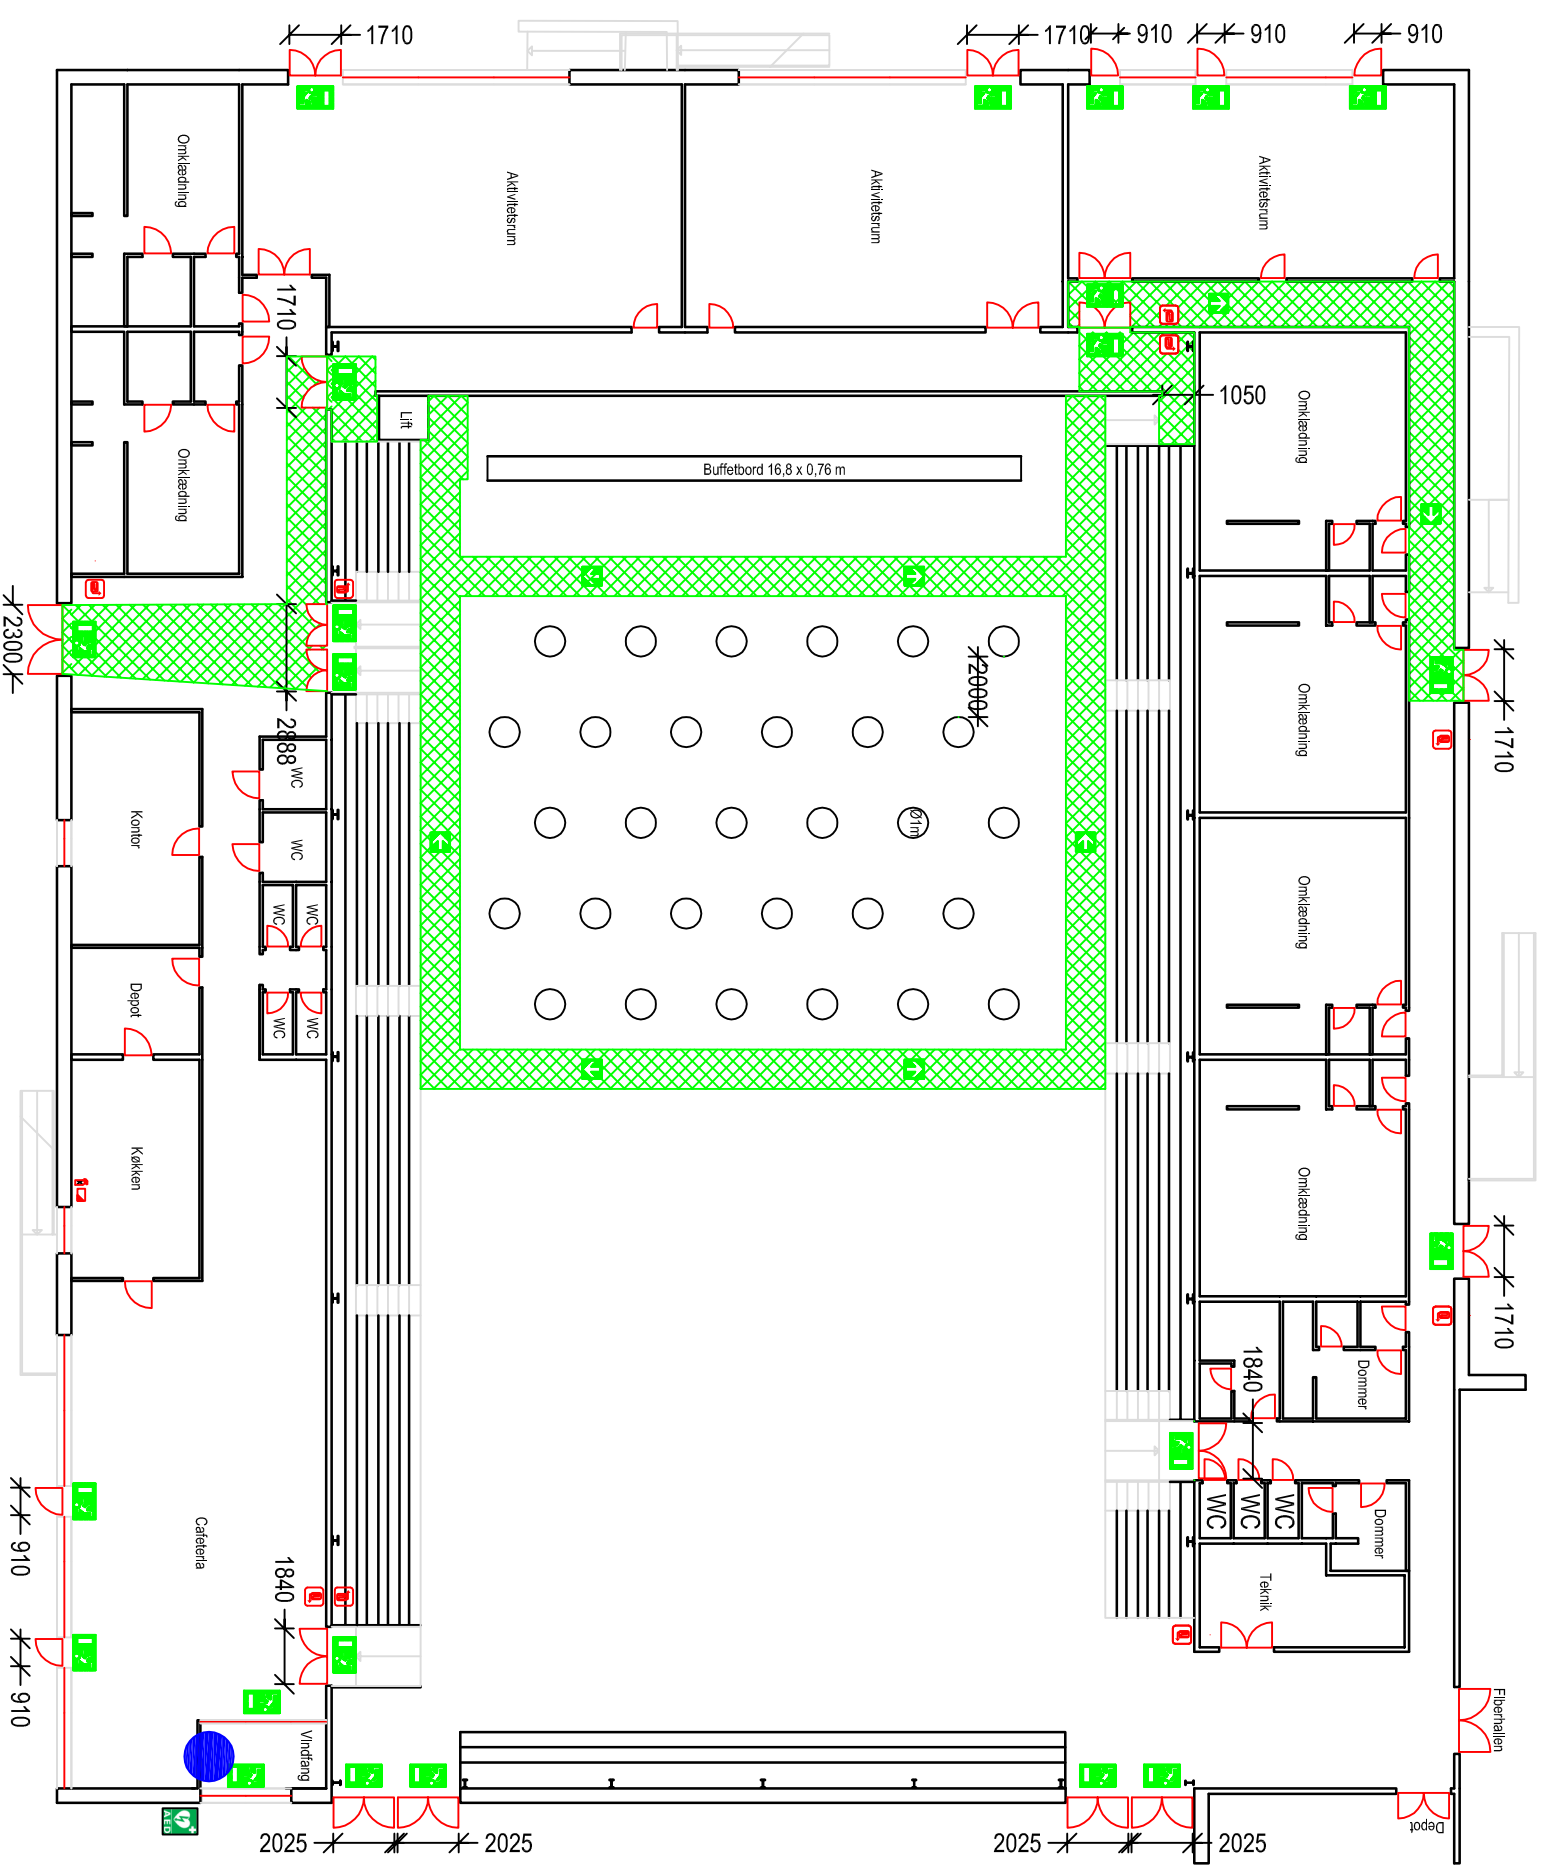 1710
1710
910
910
910
Omklædning
Aktivitetsrum
Aktivitetsrum
Aktivitetsrum
1710
Lift
1050
Omklædning
Omklædning
Buffetbord 16,8 x 0,76 m
2300
2000
Omklædning
1710
2888
WC
Kontor
WC
Ø1m
WC
WC
Omklædning
Depot
WC
WC
Køkken
Omklædning
1710
1840
Dommer
WC
WC
WC
Dommer
910
Cafeteria
1840
Teknik
910
Fiberhallen
Vindfang
AED
Depot
2025
2025
2025
2025